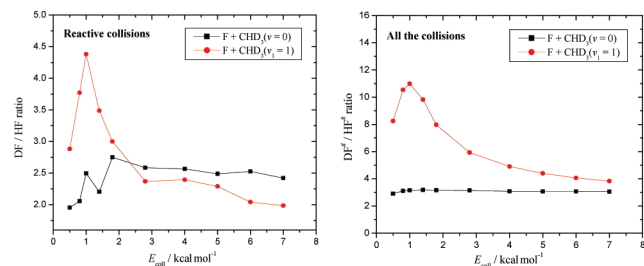 Reactive collisions
F + CHD₃(v = 0)
F + CHD₃(v₁ = 1)
DF / HF ratio
5.0
4.5
4.0
3.5
3.0
2.5
2.0
0 1 2 3 4 5 6 7 8
E_coll / kcal mol⁻¹
All the collisions
F + CHD₃(v = 0)
F + CHD₃(v₁ = 1)
DF# / HF# ratio
16
14
12
10
8
6
4
2
0
0 1 2 3 4 5 6 7 8
E_coll / kcal mol⁻¹